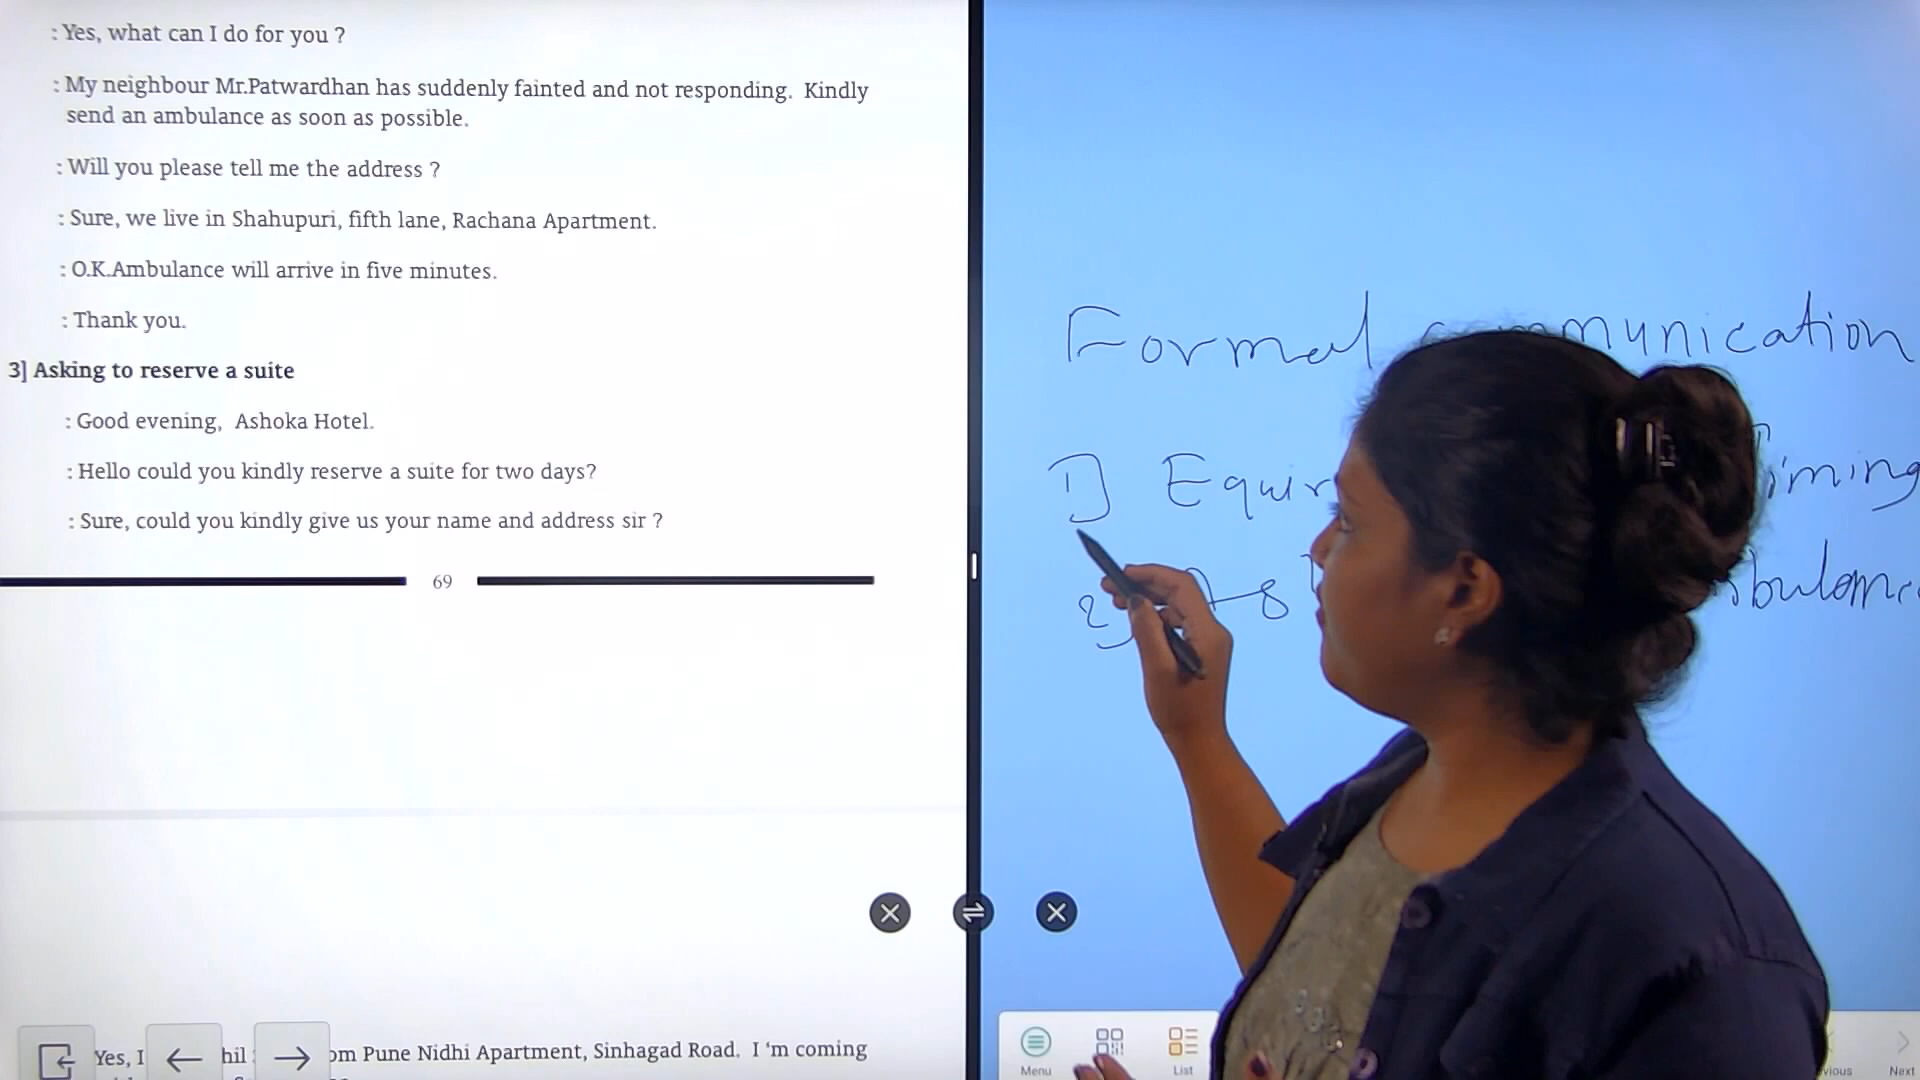 : Yes, what can I do for you ?
: My neighbour Mr.Patwardhan has suddenly fainted and not responding. Kindly
send an ambulance as soon as possible.
: Will you please tell me the address ?
: Sure, we live in Shahupuri, fifth lane, Rachana Apartment.
: O.K.Ambulance will arrive in five minutes.
: Thank you.
3] Asking to reserve a suite
: Good evening, Ashoka Hotel.
: Hello could you kindly reserve a suite for two days?
: Sure, could you kindly give us your name and address sir ?
69
Yes, I
Pune Nidhi Apartment, Sinhagad Road. I 'm coming
Formal
1]
2]
Menu
List
Next